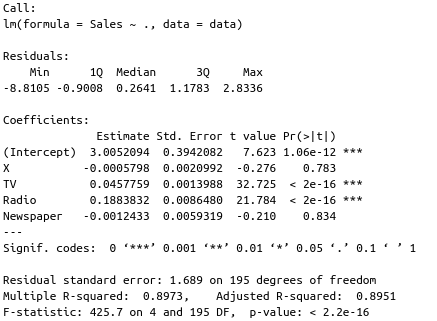 Call:
lm(formula = Sales ~ ., data = data)

Residuals:
    Min      1Q  Median      3Q     Max
-8.8105 -0.9008  0.2641  1.1783  2.8336

Coefficients:
              Estimate Std. Error t value Pr(>|t|)
(Intercept)  3.0052094  0.3942082   7.623 1.06e-12 ***
X           -0.0005798  0.0020992  -0.276    0.783
TV           0.0457759  0.0013988  32.725  < 2e-16 ***
Radio        0.1883832  0.0086480  21.784  < 2e-16 ***
Newspaper   -0.0012433  0.0059319  -0.210    0.834
---
Signif. codes:  0 ‘***’ 0.001 ‘**’ 0.01 ‘*’ 0.05 ‘.’ 0.1 ‘ ’ 1

Residual standard error: 1.689 on 195 degrees of freedom
Multiple R-squared:  0.8973,    Adjusted R-squared:  0.8951
F-statistic: 425.7 on 4 and 195 DF,  p-value: < 2.2e-16